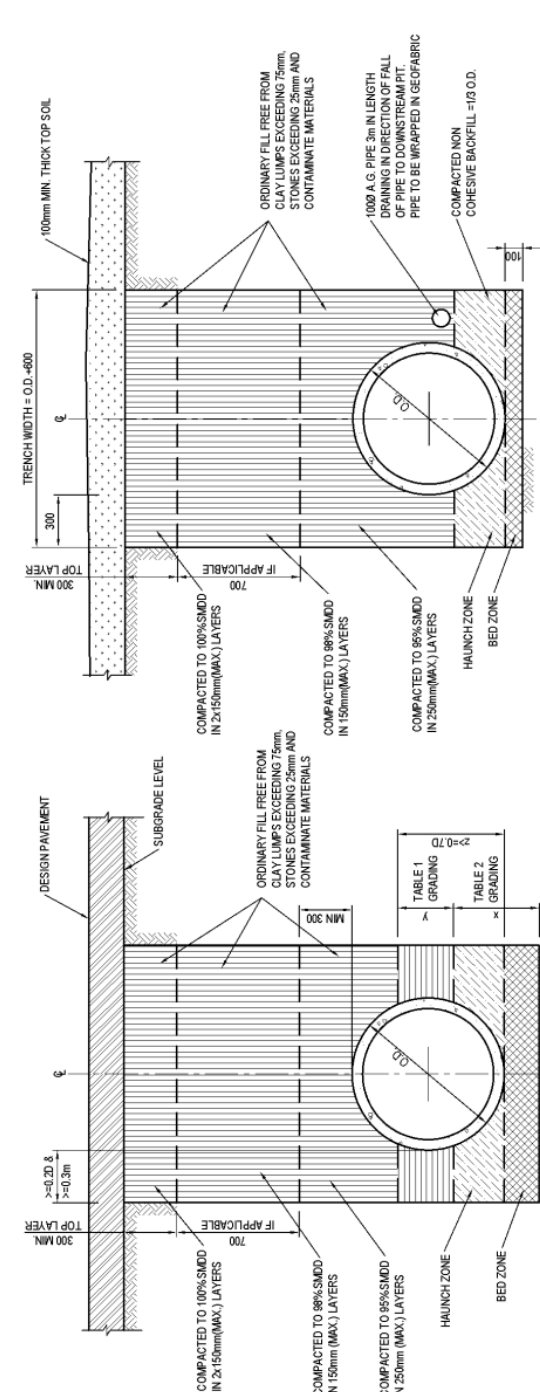 DESIGN PAVEMENT
SUBGRADE LEVEL
℄
>=0.2D &
>=0.3m
300 MIN.
TOP LAYER
700
IF APPLICABLE
COMPACTED TO 100%SMDD
IN 2x150mm(MAX.) LAYERS
COMPACTED TO 98%SMDD
IN 150mm (MAX.) LAYERS
COMPACTED TO 95%SMDD
IN 250mm (MAX.) LAYERS
ORDINARY FILL FREE FROM
CLAY LUMPS EXCEEDING 75mm,
STONES EXCEEDING 25mm AND
CONTAMINATE MATERIALS
MIN 300
O.D.
TABLE 1
GRADING
y
TABLE 2
GRADING
x
z>=0.7D
HAUNCH ZONE
BED ZONE
100mm MIN. THICK TOP SOIL
TRENCH WIDTH = O.D.+600
℄
300
300 MIN.
TOP LAYER
700
IF APPLICABLE
COMPACTED TO 100%SMDD
IN 2x150mm(MAX.) LAYERS
COMPACTED TO 98%SMDD
IN 150mm(MAX.) LAYERS
COMPACTED TO 95%SMDD
IN 250mm(MAX.) LAYERS
ORDINARY FILL FREE FROM
CLAY LUMPS EXCEEDING 75mm,
STONES EXCEEDING 25mm AND
CONTAMINATE MATERIALS
100Ø A.G. PIPE 3m IN LENGTH
DRAINING IN DIRECTION OF FALL
OF PIPE TO DOWNSTREAM PIT.
PIPE TO BE WRAPPED IN GEOFABRIC
COMPACTED NON
COHESIVE BACKFILL =1/3 O.D.
O.D.
100
HAUNCH ZONE
BED ZONE